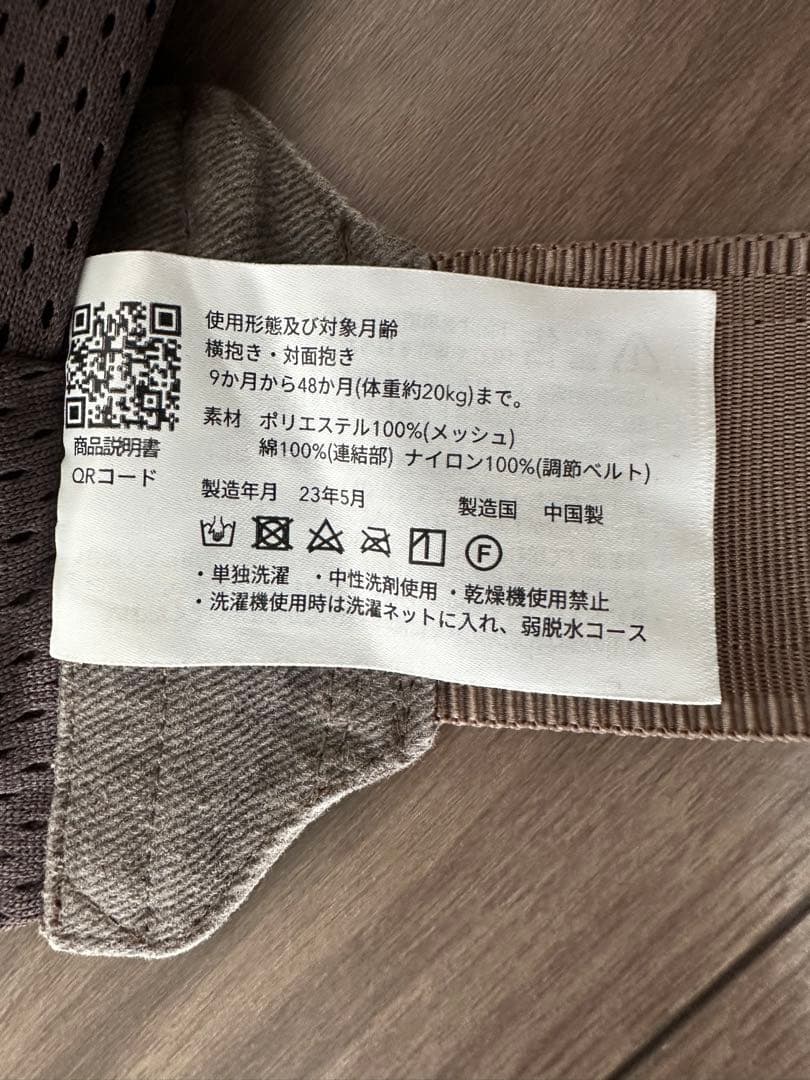 使用形態及び対象月齢
横抱き・対面抱き
9か月から48か月(体重約20kg)まで。
素材 ポリエステル100%(メッシュ)
綿100%(連結部) ナイロン100%(調節ベルト)
商品説明書
QRコード
製造年月 23年5月 製造国 中国製
F
・単独洗濯 ・中性洗剤使用 ・乾燥機使用禁止
・洗濯機使用時は洗濯ネットに入れ、弱脱水コース